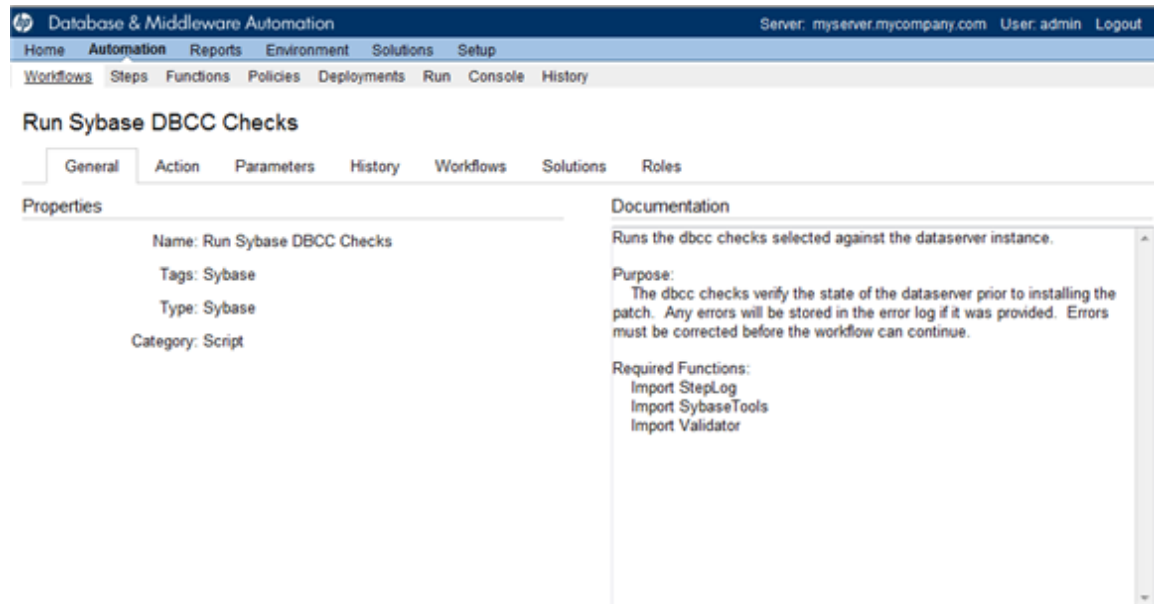 hp Database & Middleware Automation Server: myserver.mycompany.com User: admin Logout
Home Automation Reports Environment Solutions Setup
Workflows Steps Functions Policies Deployments Run Console History
Run Sybase DBCC Checks
General Action Parameters History Workflows Solutions Roles
Properties
Name: Run Sybase DBCC Checks
Tags: Sybase
Type: Sybase
Category: Script
Documentation
Runs the dbcc checks selected against the dataserver instance.
Purpose:
The dbcc checks verify the state of the dataserver prior to installing the
patch. Any errors will be stored in the error log if it was provided. Errors
must be corrected before the workflow can continue.
Required Functions:
Import StepLog
Import SybaseTools
Import Validator